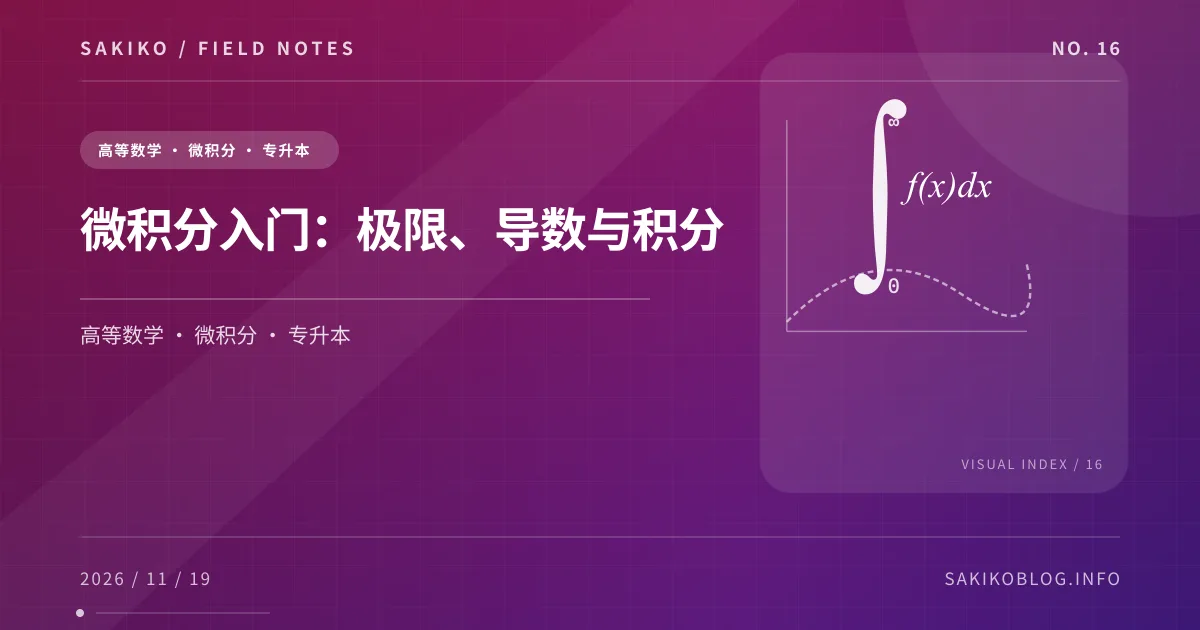 SAKIKO / FIELD NOTES
NO. 16
高等数学 · 微积分 · 专升本
微积分入门：极限、导数与积分
高等数学 · 微积分 · 专升本
∞
∫ f(x)dx
0
VISUAL INDEX / 16
2026 / 11 / 19
SAKIKOBLOG.INFO